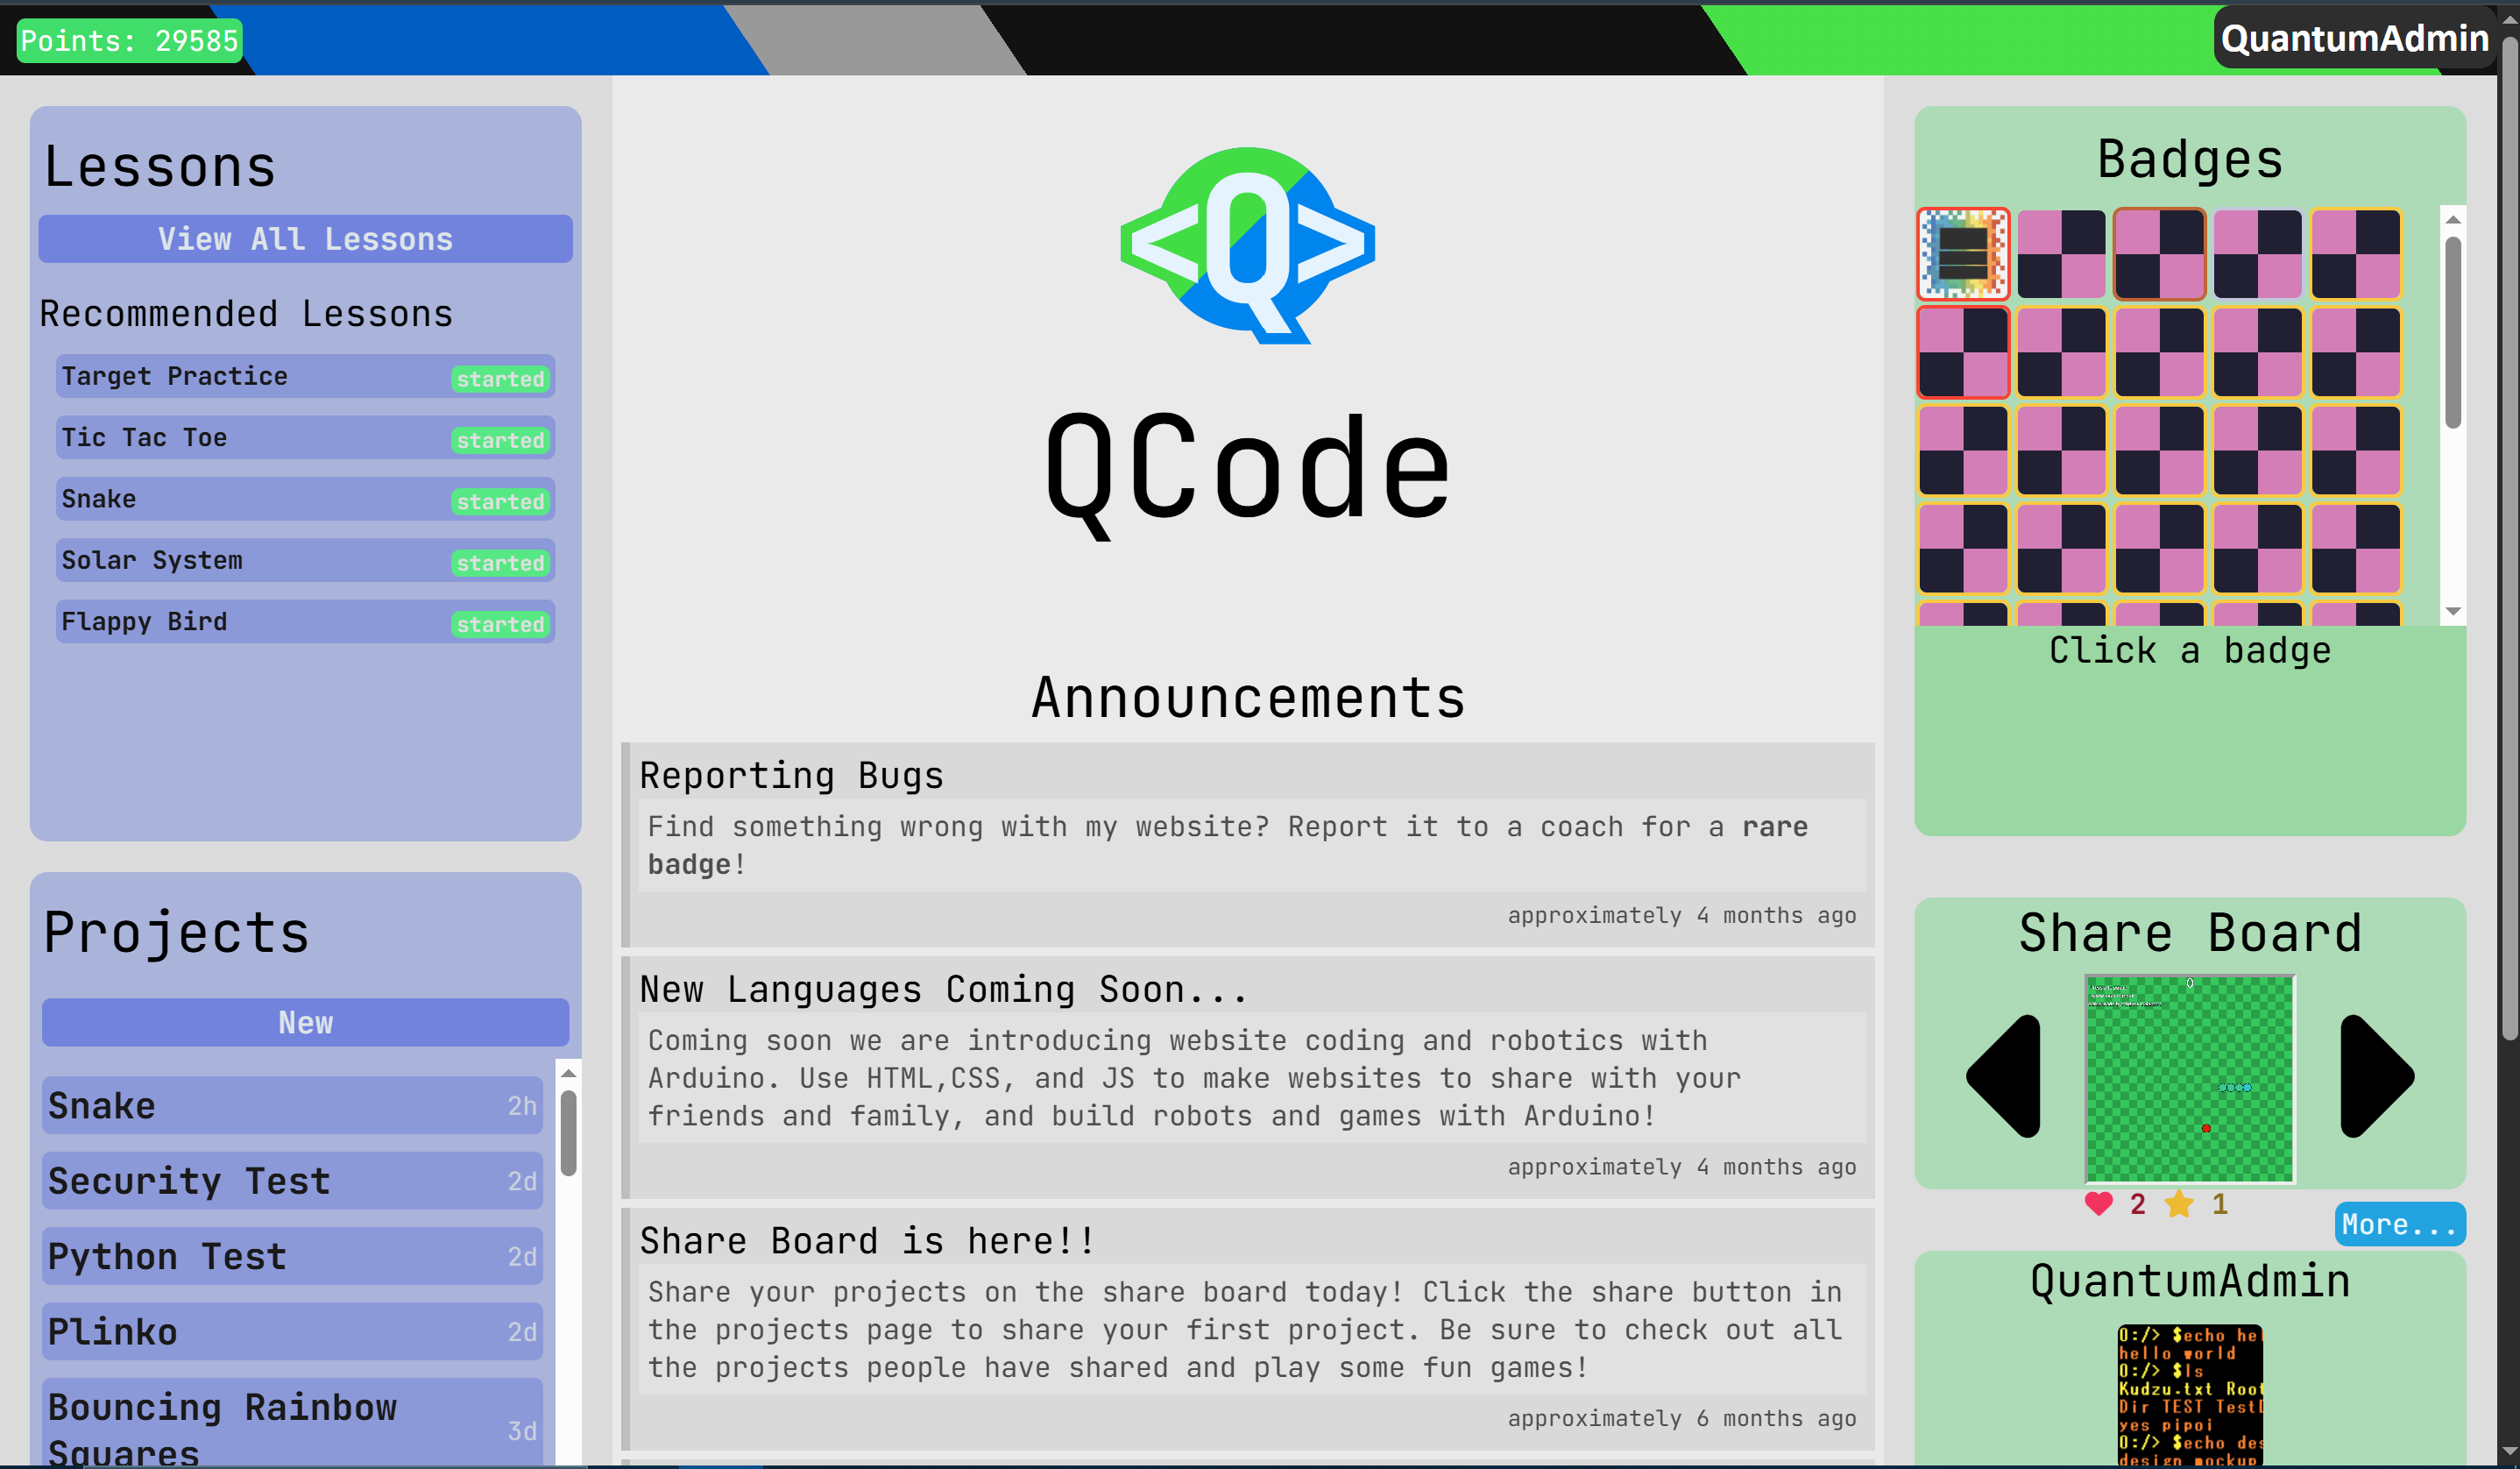 Points: 29585
QuantumAdmin
Lessons
View All Lessons
Recommended Lessons
Target Practice started
Tic Tac Toe started
Snake started
Solar System started
Flappy Bird started
Projects
New
Snake 2h
Security Test 2d
Python Test 2d
Plinko 2d
Bouncing Rainbow
Squares 3d
<Q>
QCode
Announcements
Reporting Bugs
Find something wrong with my website? Report it to a coach for a rare
badge!
approximately 4 months ago
New Languages Coming Soon...
Coming soon we are introducing website coding and robotics with
Arduino. Use HTML,CSS, and JS to make websites to share with your
friends and family, and build robots and games with Arduino!
approximately 4 months ago
Share Board is here!!
Share your projects on the share board today! Click the share button in
the projects page to share your first project. Be sure to check out all
the projects people have shared and play some fun games!
approximately 6 months ago
Badges
Click a badge
Share Board
0
2 1
More...
QuantumAdmin
0:/> $echo he
hello world
0:/> $ls
Kudzu.txt Root
Dir TEST Test
yes pipoi
0:/> $echo des
design mockup